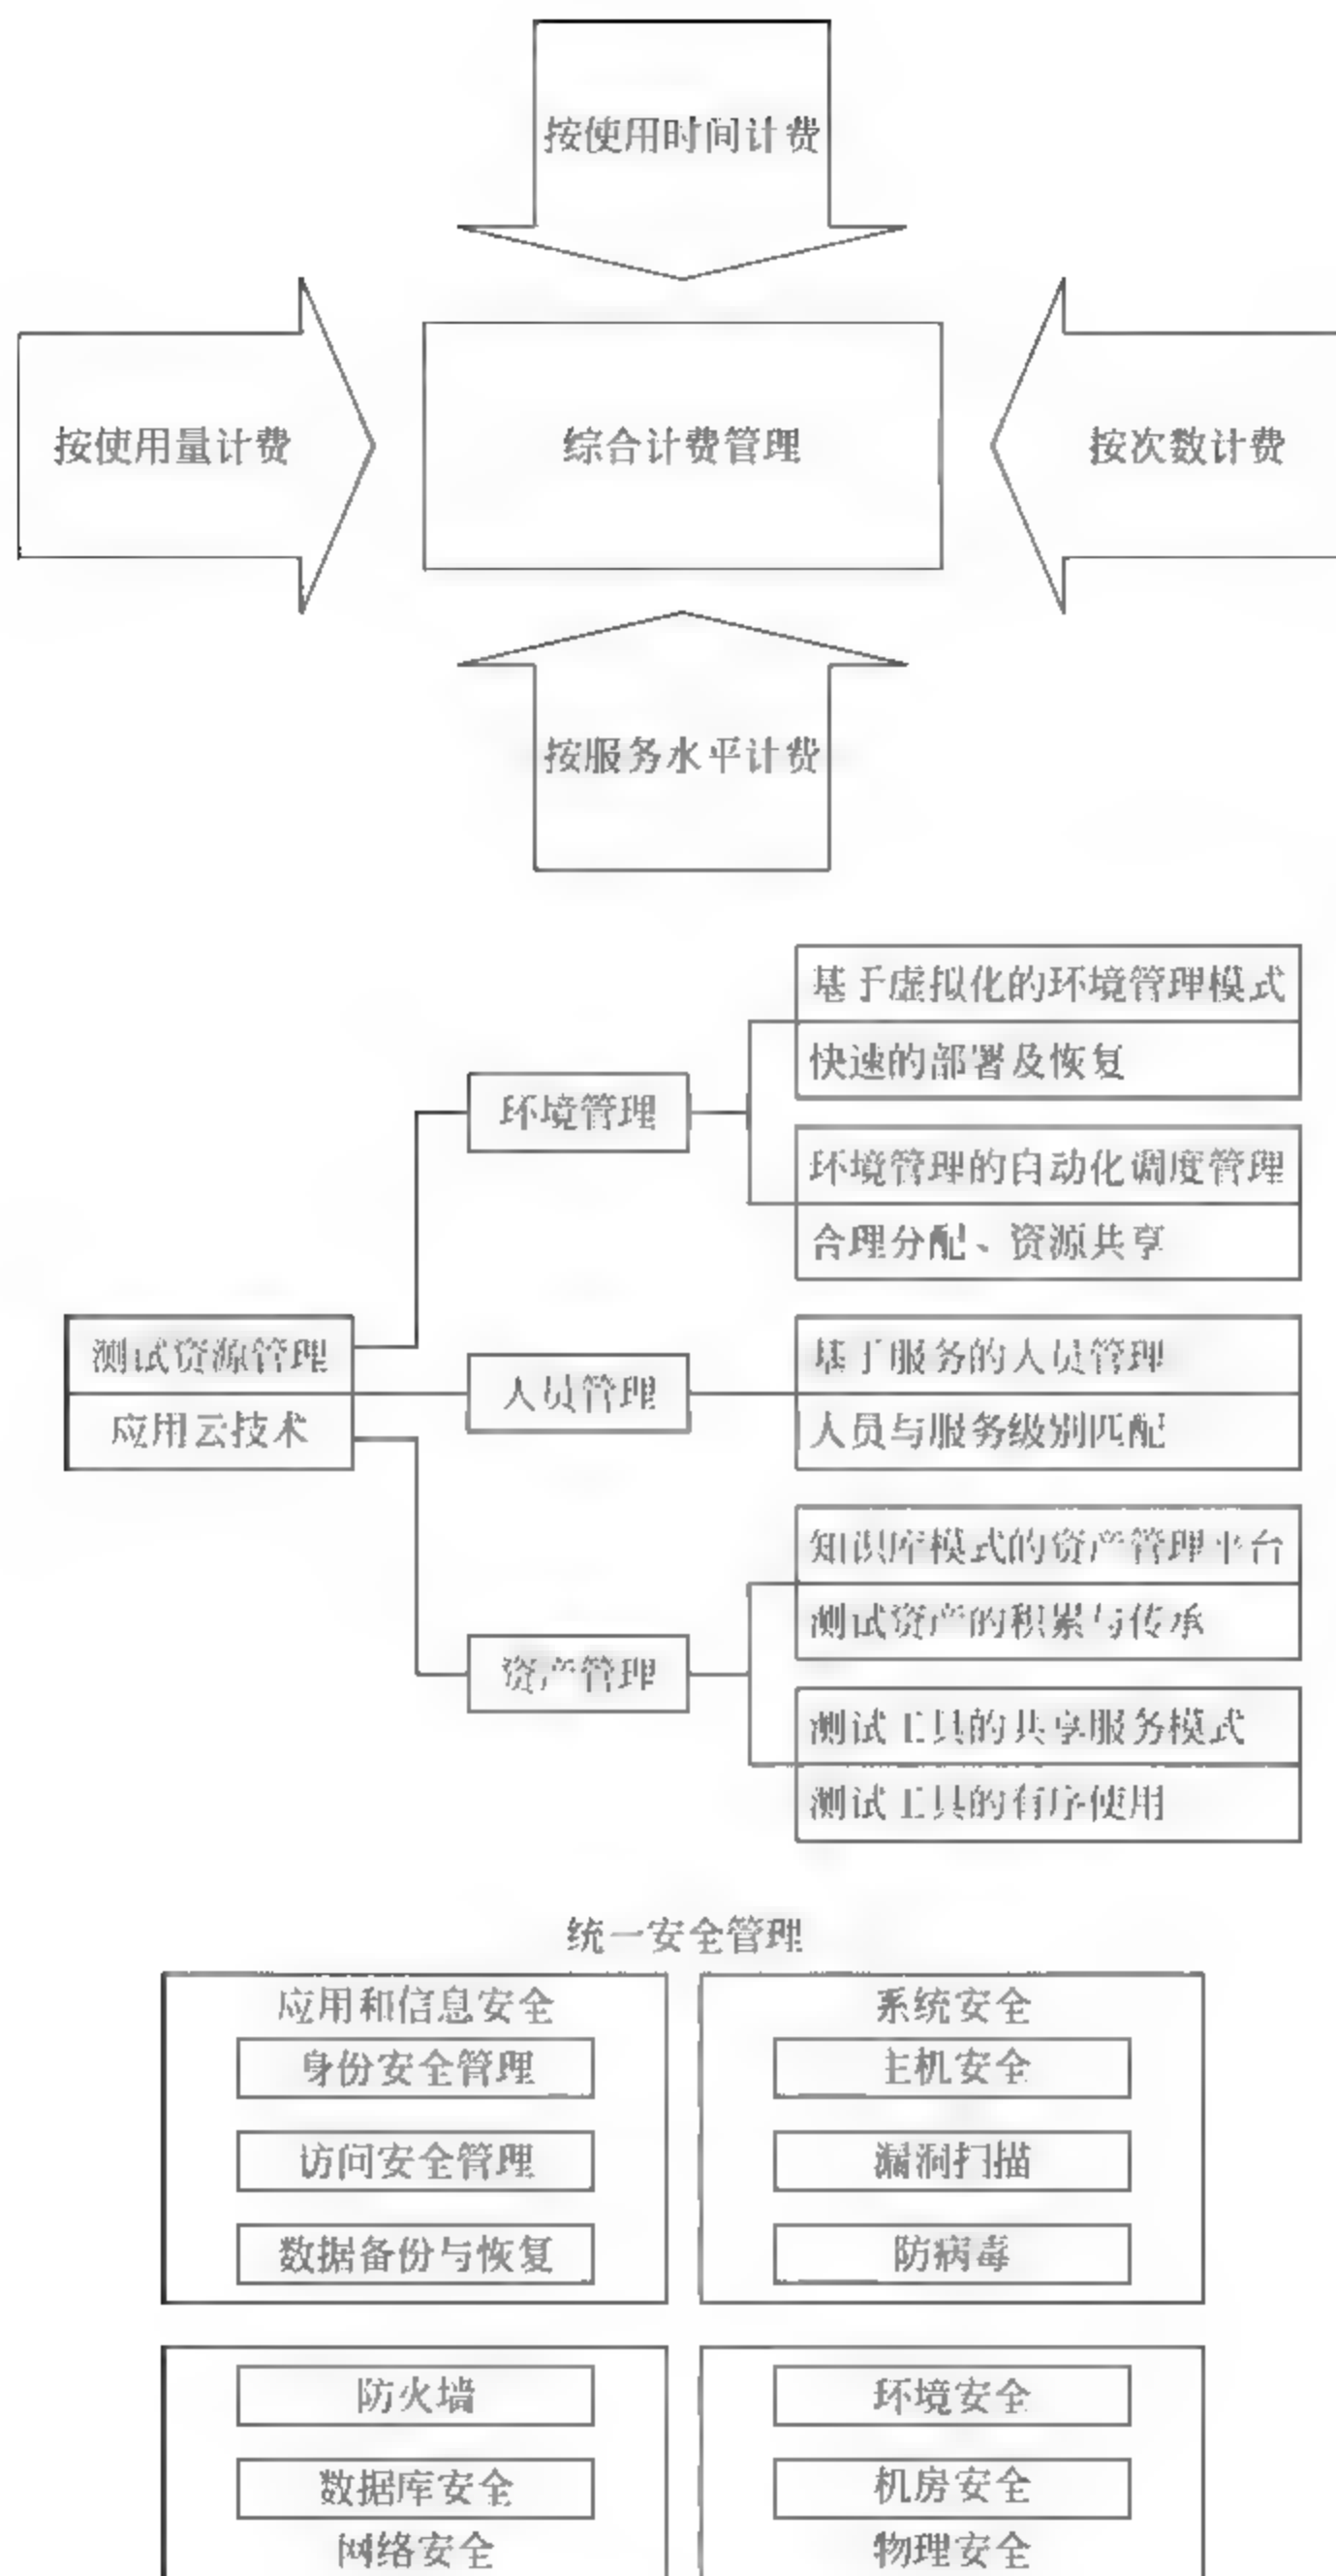 按使用时间计费
按使用量计费
综合计费管理
按次数计费
按服务水平计费
基于虚拟化的环境管理模式
快速的部署及恢复
环境管理
环境管理的自动化调度管理
合理分配、资源共享
测试资源管理
应用云技术
人员管理
基于服务的人员管理
人员与服务级别匹配
知识库模式的资产管理平台
测试资产的积累与传承
资产管理
测试工具的共享服务模式
测试工具的有序使用
统一安全管理
应用和信息安全
身份安全管理
访问安全管理
数据备份与恢复
系统安全
主机安全
漏洞扫描
防病毒
防火墙
数据库安全
网络安全
环境安全
机房安全
物理安全